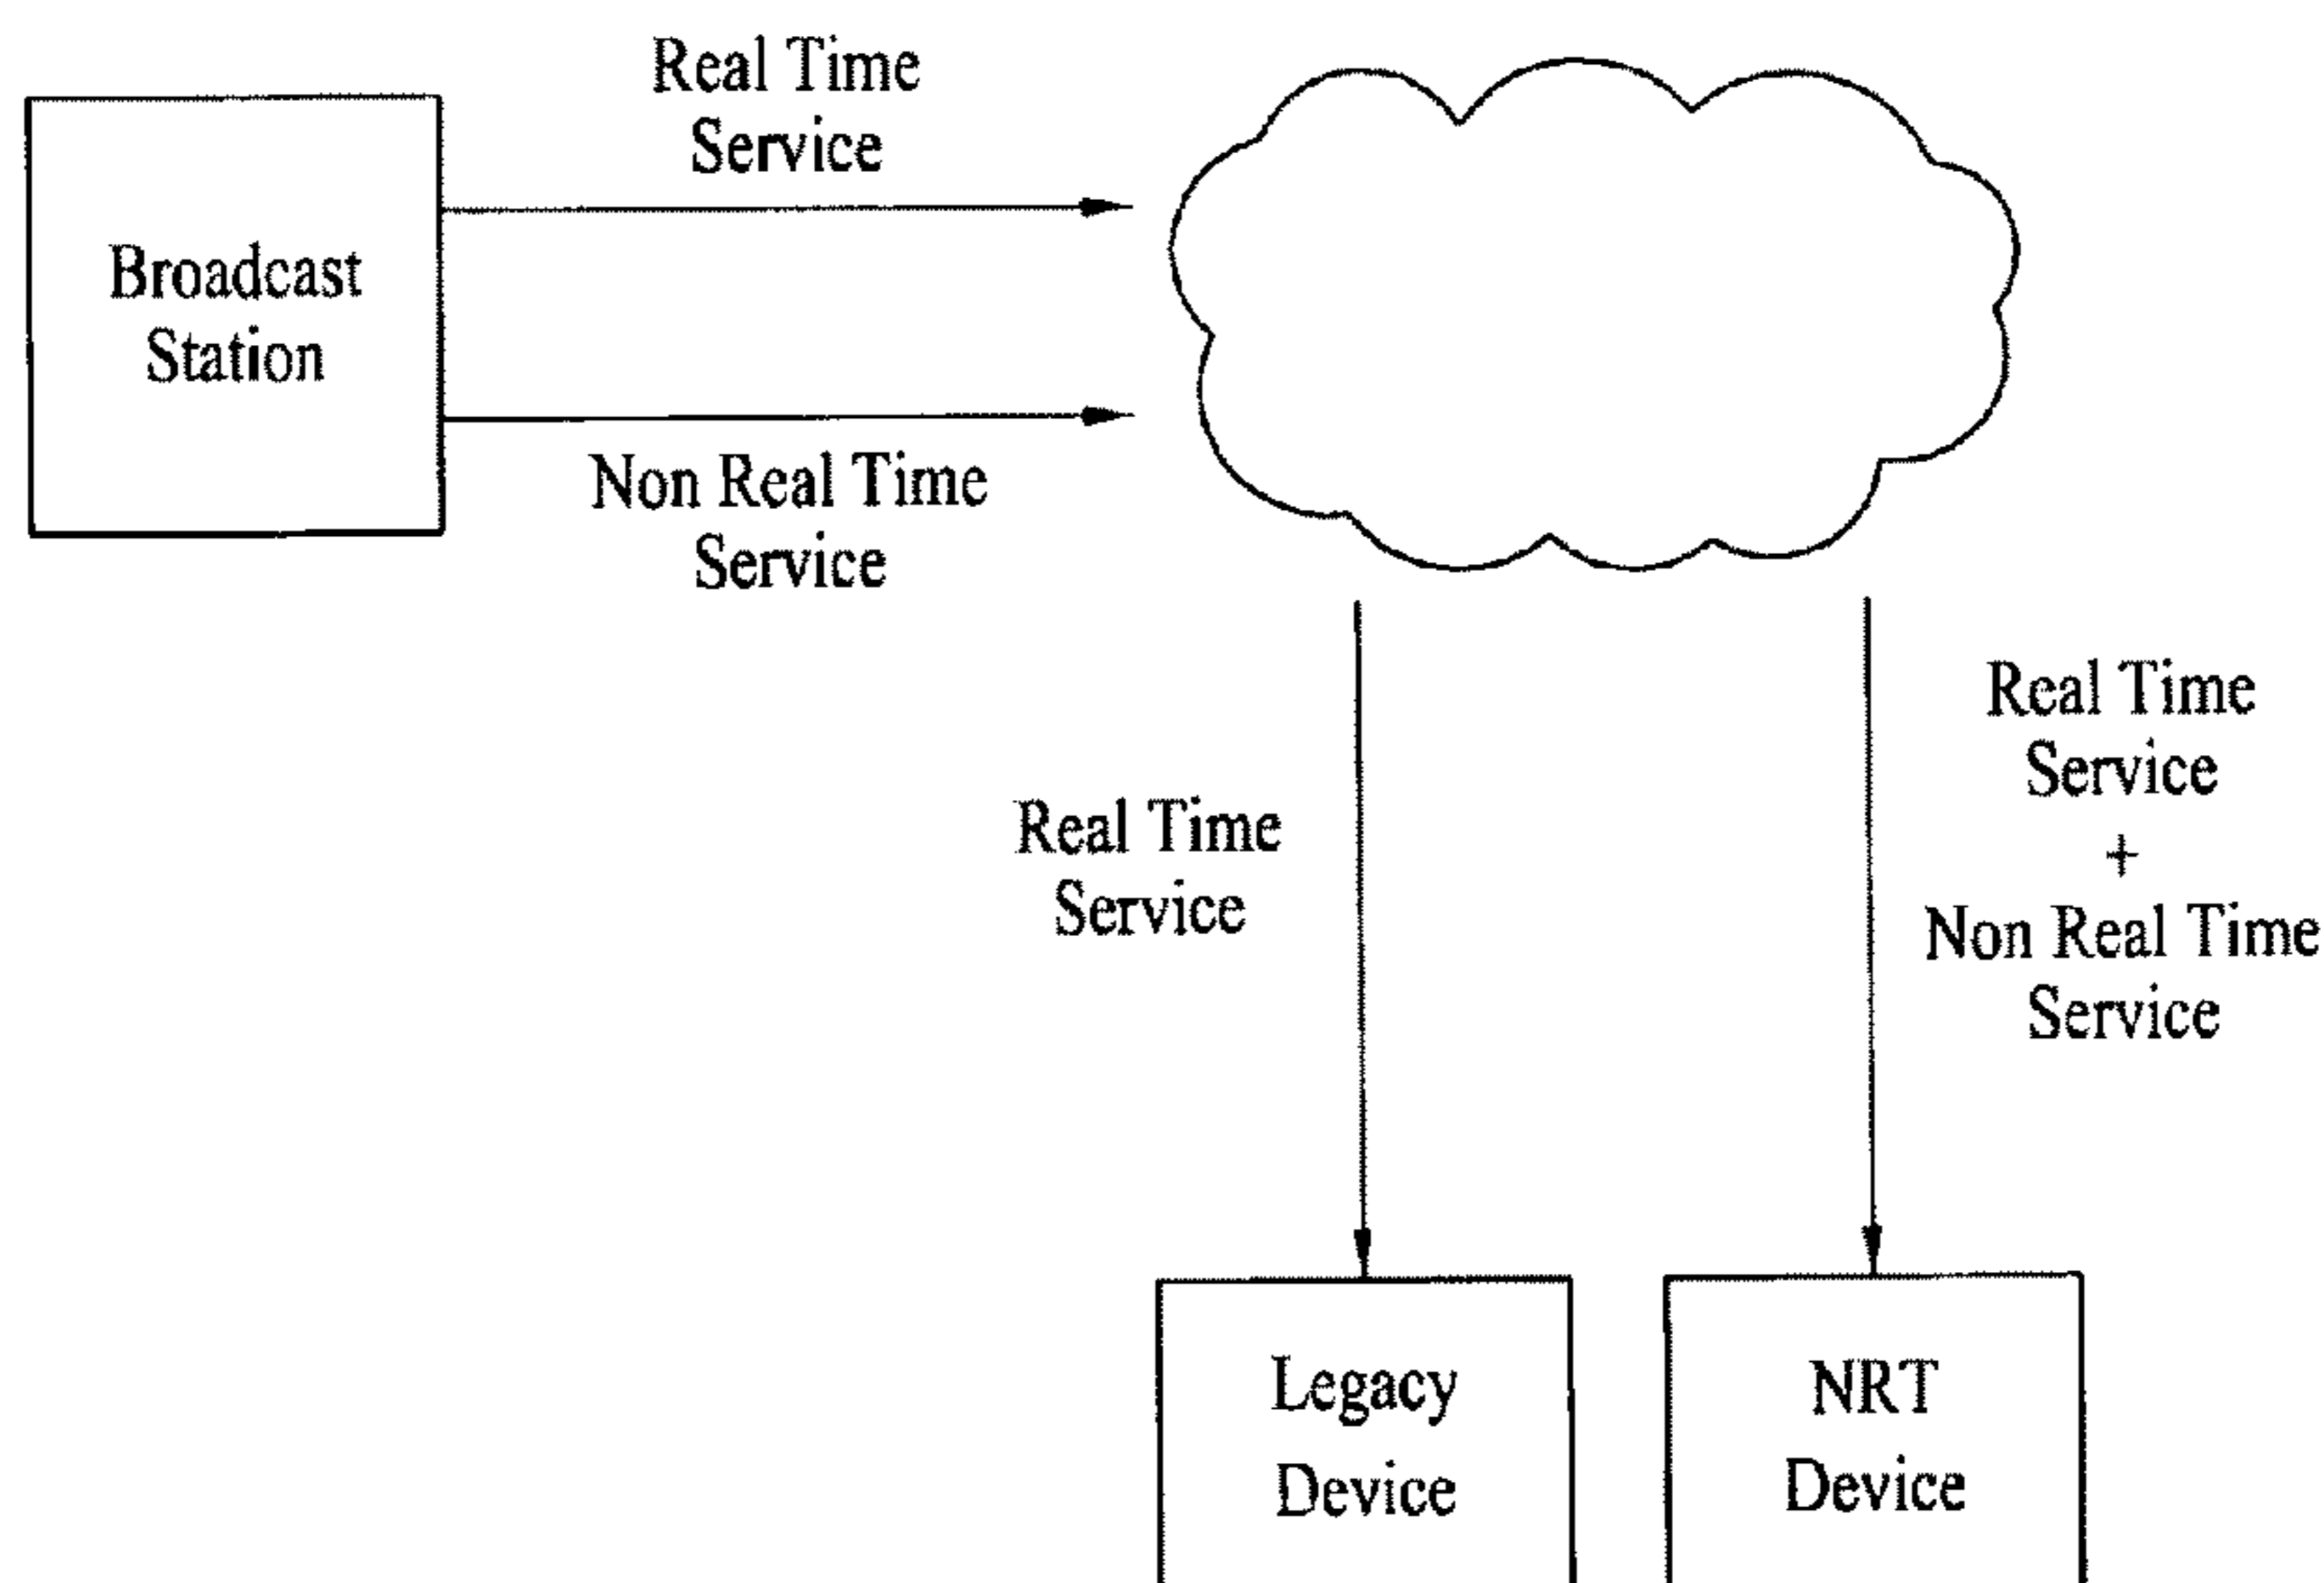 Real Time
Service
Broadcast
Station
Non Real Time
Service
Real Time
Service
Real Time
Service
+
Non Real Time
Service
Legacy
Device
NRT
Device